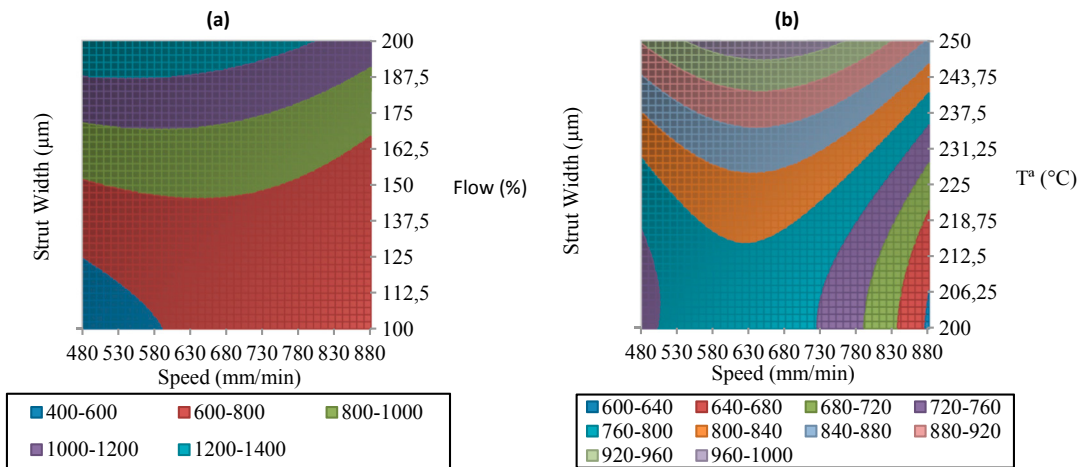 (a)
Strut Width (µm)
200
187,5
175
162,5
150
137,5
125
112,5
100
Flow (%)
480 530 580 630 680 730 780 830 880
Speed (mm/min)
400-600 600-800 800-1000
1000-1200 1200-1400
(b)
Strut Width (µm)
250
243,75
237,5
231,25
225
218,75
212,5
206,25
200
Tª (°C)
480 530 580 630 680 730 780 830 880
Speed (mm/min)
600-640 640-680 680-720 720-760
760-800 800-840 840-880 880-920
920-960 960-1000